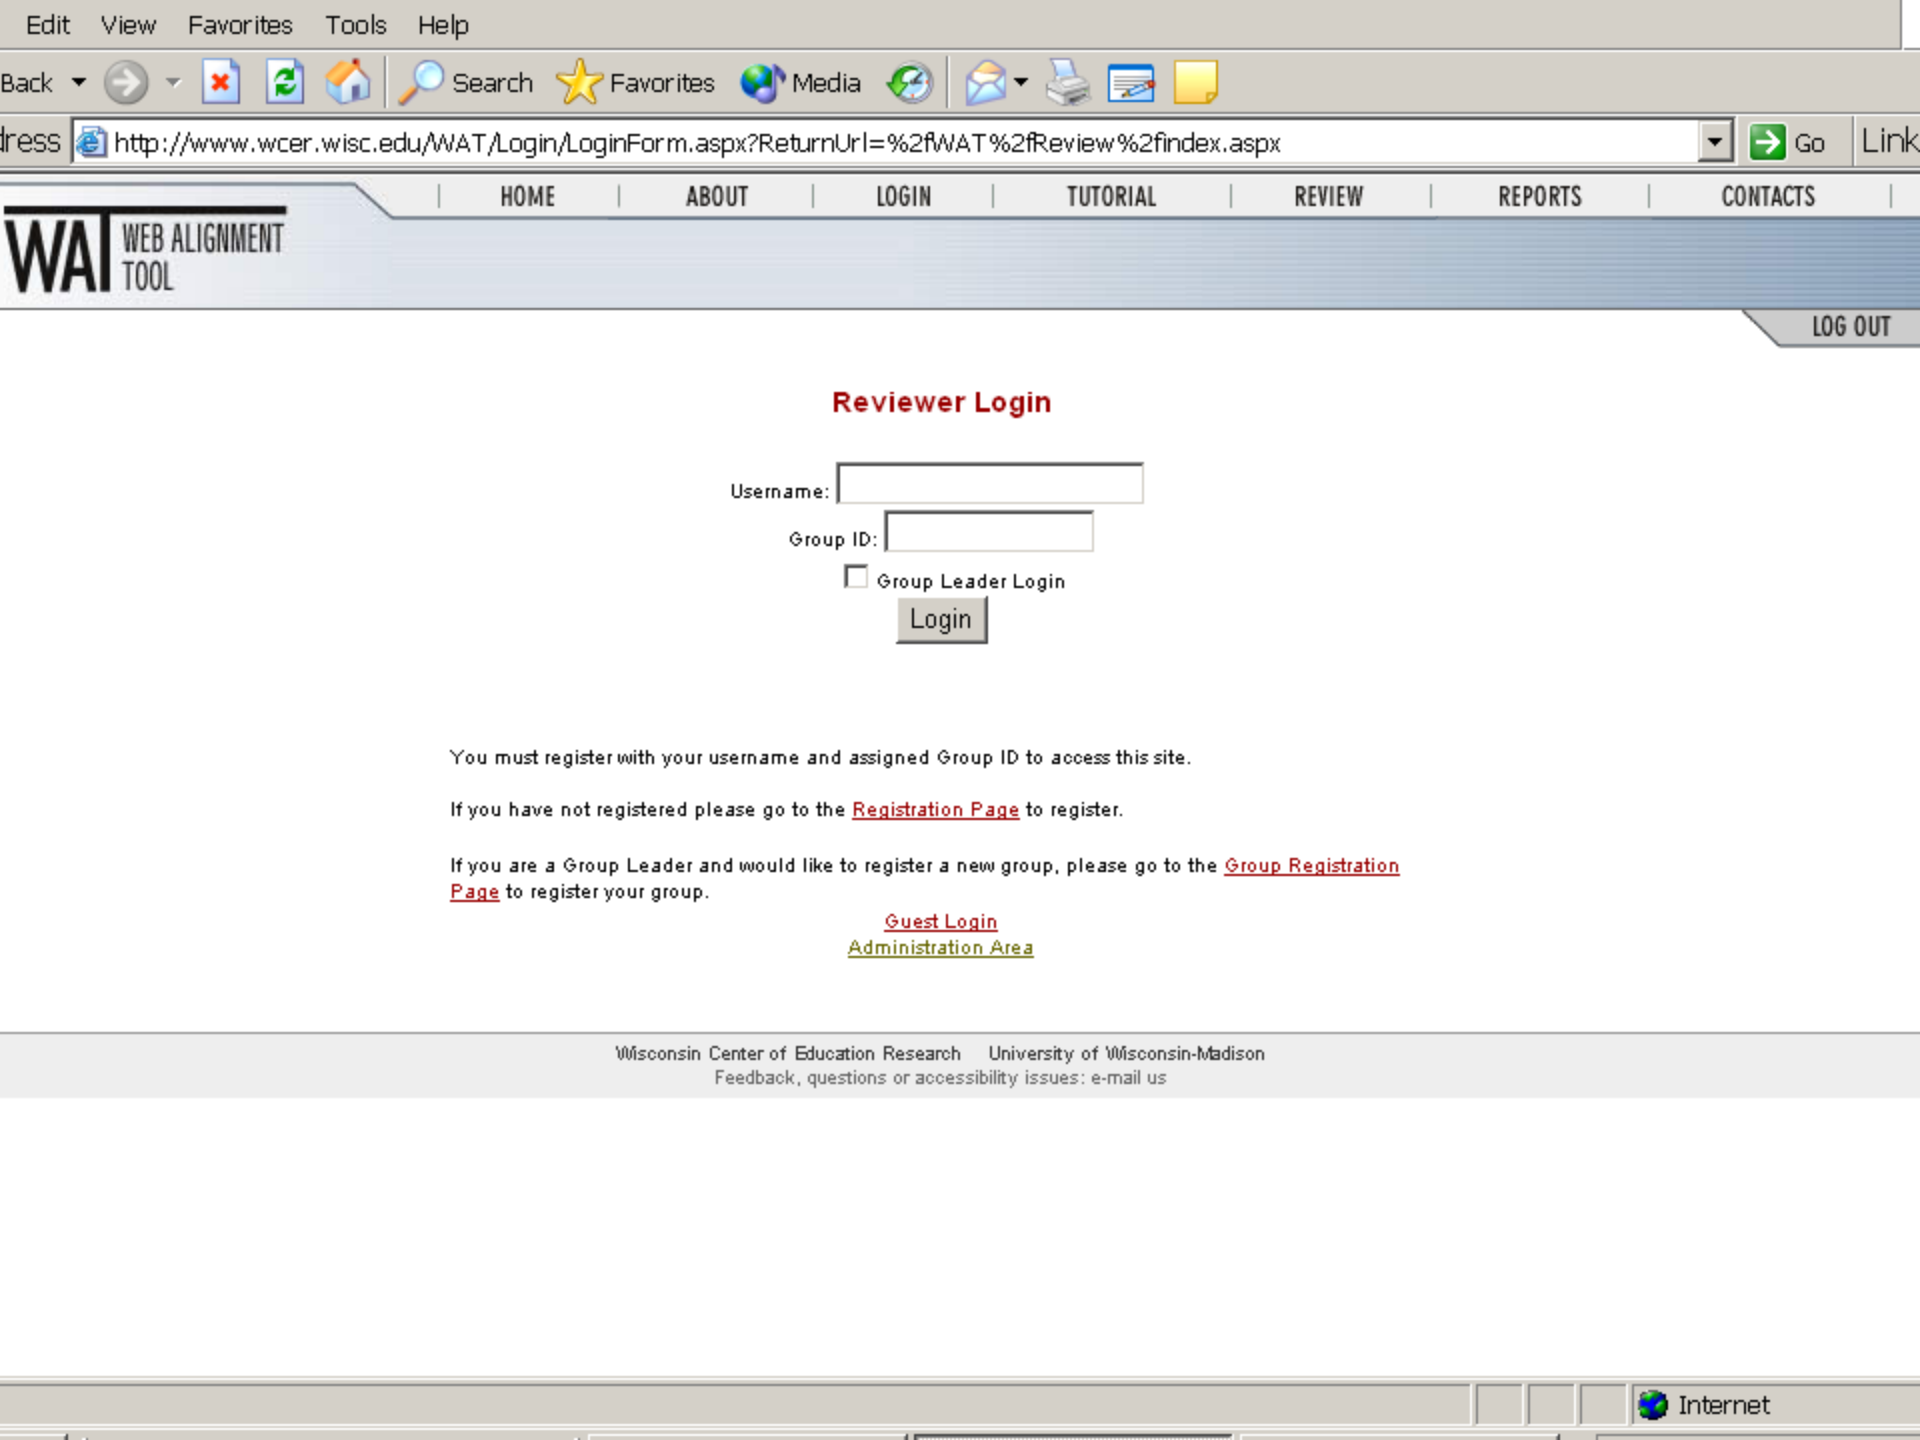 Edit View Favorites Tools Help
Back Search Favorites Media
dress http://www.wcer.wisc.edu/WAT/Login/LoginForm.aspx?ReturnUrl=%2fWAT%2fReview%2findex.aspx Go Link
HOME ABOUT LOGIN TUTORIAL REVIEW REPORTS CONTACTS
WAT WEB ALIGNMENT
TOOL
LOG OUT
Reviewer Login
Username:
Group ID:
Group Leader Login
Login
You must register with your username and assigned Group ID to access this site.
If you have not registered please go to the Registration Page to register.
If you are a Group Leader and would like to register a new group, please go to the Group Registration
Page to register your group.
Guest Login
Administration Area
Wisconsin Center of Education Research University of Wisconsin-Madison
Feedback, questions or accessibility issues: e-mail us
Internet